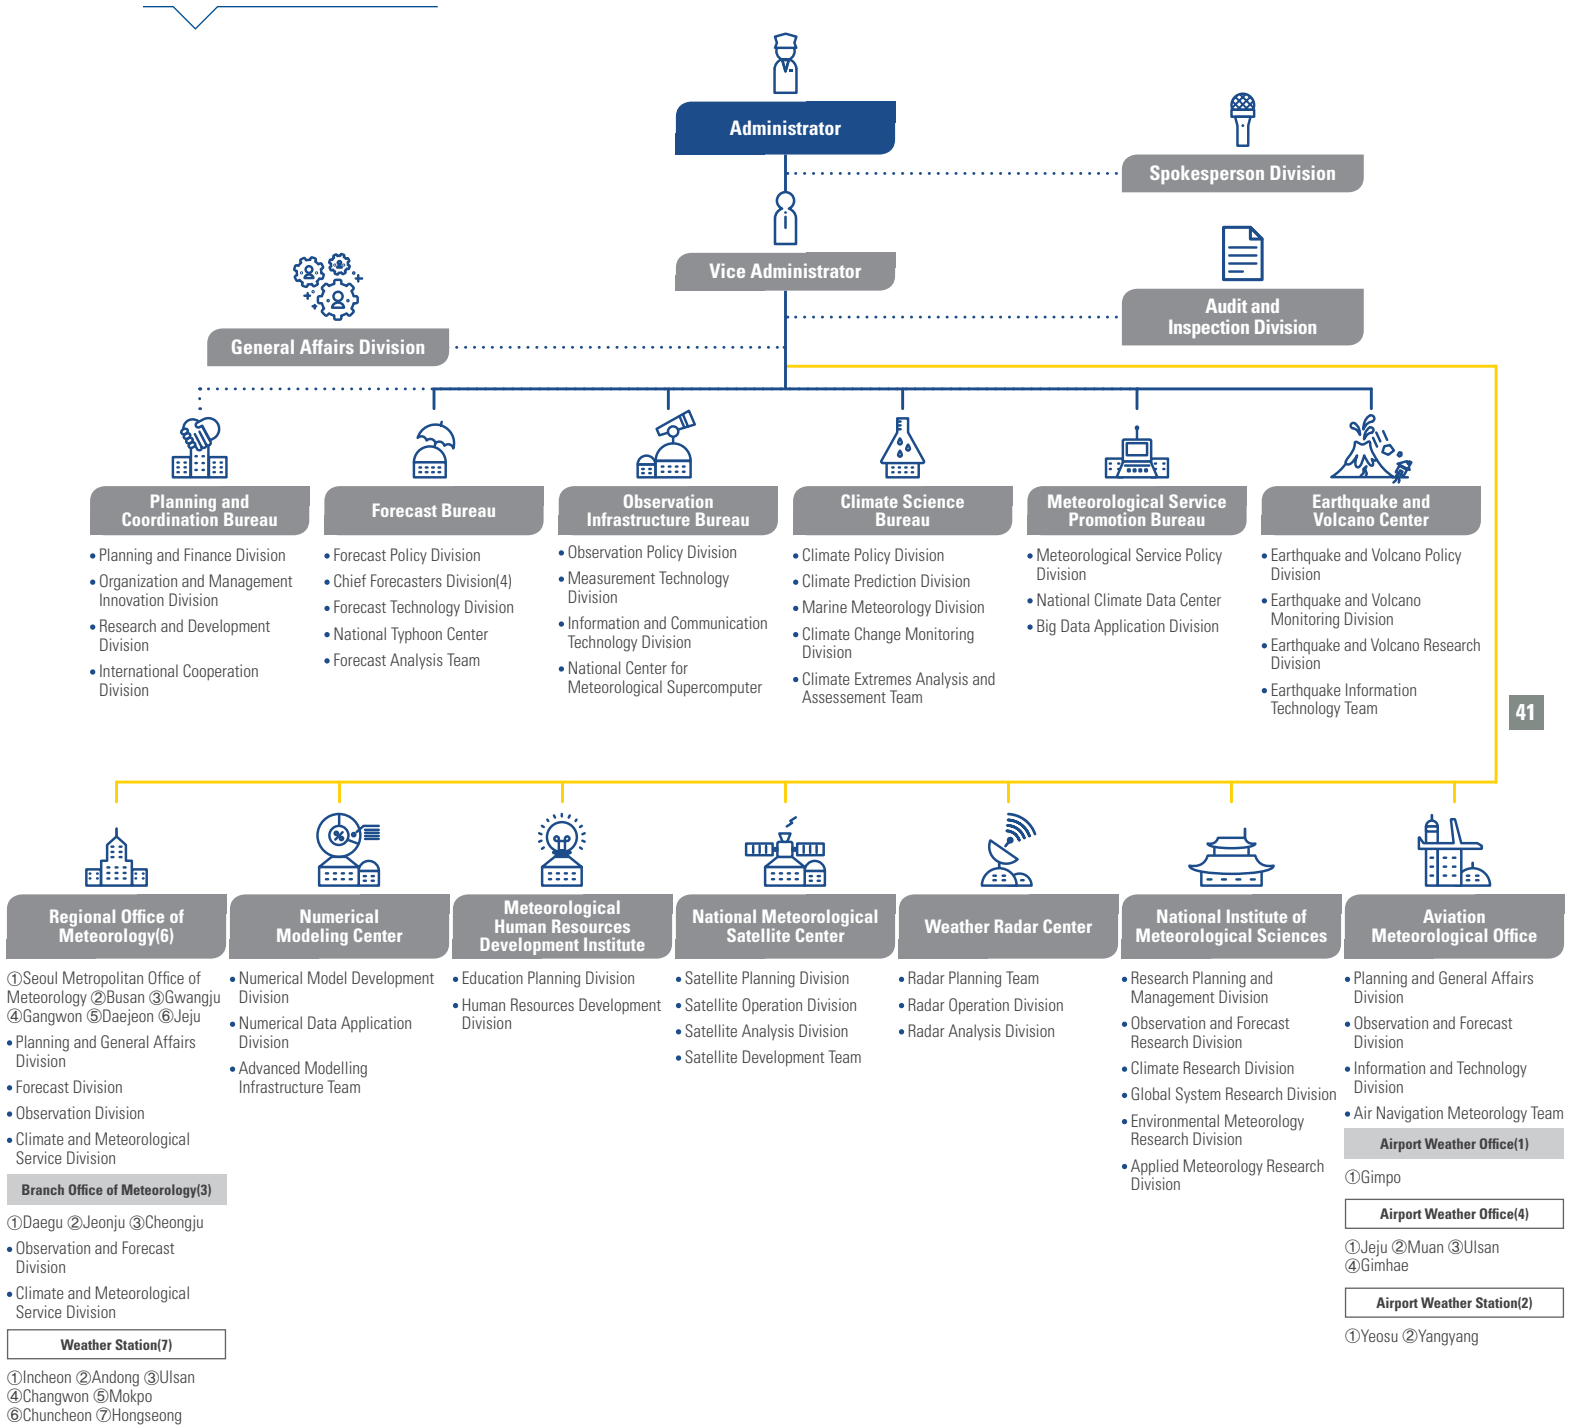 Administrator
Spokesperson Division
Vice Administrator
Audit and
Inspection Division
General Affairs Division
Planning and
Coordination Bureau
• Planning and Finance Division
• Organization and Management
Innovation Division
• Research and Development
Division
• International Cooperation
Division
Forecast Bureau
• Forecast Policy Division
• Chief Forecasters Division(4)
• Forecast Technology Division
• National Typhoon Center
• Forecast Analysis Team
Observation
Infrastructure Bureau
• Observation Policy Division
• Measurement Technology
Division
• Information and Communication
Technology Division
• National Center for
Meteorological Supercomputer
Climate Science
Bureau
• Climate Policy Division
• Climate Prediction Division
• Marine Meteorology Division
• Climate Change Monitoring
Division
• Climate Extremes Analysis and
Assessement Team
Meteorological Service
Promotion Bureau
• Meteorological Service Policy
Division
• National Climate Data Center
• Big Data Application Division
Earthquake and
Volcano Center
• Earthquake and Volcano Policy
Division
• Earthquake and Volcano
Monitoring Division
• Earthquake and Volcano Research
Division
• Earthquake Information
Technology Team
41
%
Regional Office of
Meteorology(6)
①Seoul Metropolitan Office of
Meteorology ②Busan ③Gwangju
④Gangwon ⑤Daejeon ⑥Jeju
• Planning and General Affairs
Division
• Forecast Division
• Observation Division
• Climate and Meteorological
Service Division
Branch Office of Meteorology(3)
①Daegu ②Jeonju ③Cheongju
• Observation and Forecast
Division
• Climate and Meteorological
Service Division
Weather Station(7)
①Incheon ②Andong ③Ulsan
④Changwon ⑤Mokpo
⑥Chuncheon ⑦Hongseong
Numerical
Modeling Center
• Numerical Model Development
Division
• Numerical Data Application
Division
• Advanced Modelling
Infrastructure Team
Meteorological
Human Resources
Development Institute
• Education Planning Division
• Human Resources Development
Division
National Meteorological
Satellite Center
• Satellite Planning Division
• Satellite Operation Division
• Satellite Analysis Division
• Satellite Development Team
Weather Radar Center
• Radar Planning Team
• Radar Operation Division
• Radar Analysis Division
National Institute of
Meteorological Sciences
• Research Planning and
Management Division
• Observation and Forecast
Research Division
• Climate Research Division
• Global System Research Division
• Environmental Meteorology
Research Division
• Applied Meteorology Research
Division
Aviation
Meteorological Office
• Planning and General Affairs
Division
• Observation and Forecast
Division
• Information and Technology
Division
• Air Navigation Meteorology Team
Airport Weather Office(1)
①Gimpo
Airport Weather Office(4)
①Jeju ②Muan ③Ulsan
④Gimhae
Airport Weather Station(2)
①Yeosu ②Yangyang